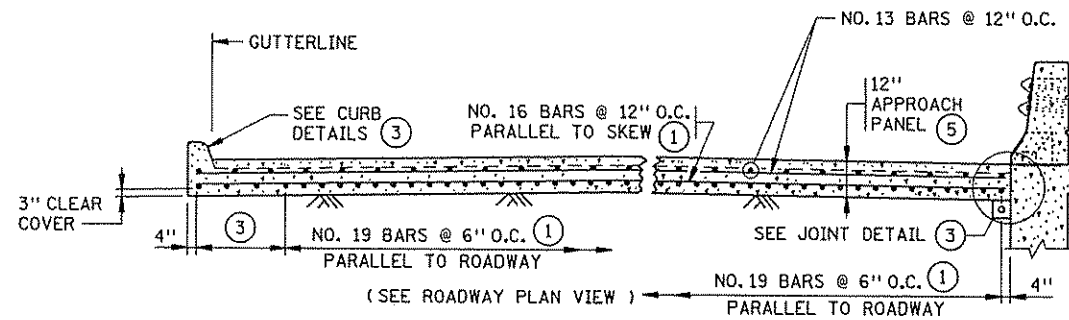 NO. 13 BARS @ 12" O.C.
GUTTERLINE
SEE CURB
DETAILS 3
NO. 16 BARS @ 12" O.C.
PARALLEL TO SKEW 1
12"
APPROACH
PANEL 5
3" CLEAR
COVER
4"
3
NO. 19 BARS @ 6" O.C. 1
PARALLEL TO ROADWAY
SEE JOINT DETAIL 3
(SEE ROADWAY PLAN VIEW )
NO. 19 BARS @ 6" O.C. 1
PARALLEL TO ROADWAY
4"